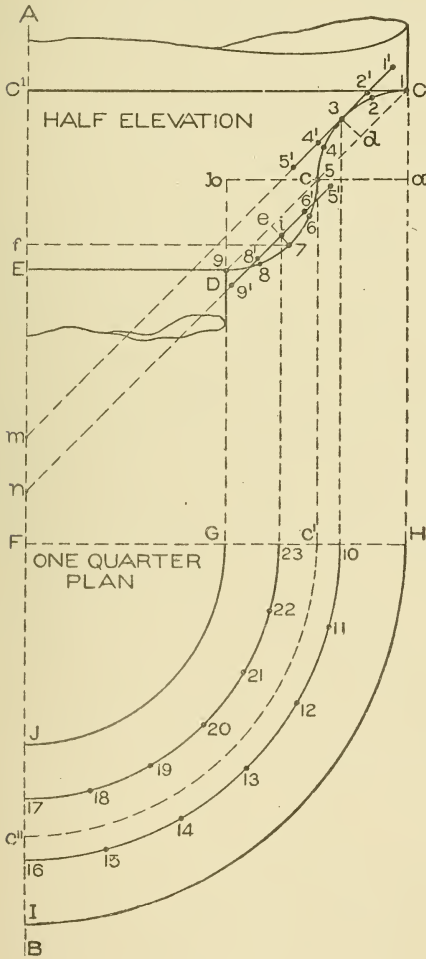 A
1'
2'
C'
1
C
2
3
HALF ELEVATION
d
4'
4
5'
b
c
5
a
5'
6'
e
i
6
f
7
8'
E
9
8
D
9'
m
n
F
G
23
c'
10
H
ONE QUARTER
PLAN
22
11
21
12
20
J
19
13
18
17
14
c"
15
16
I
B